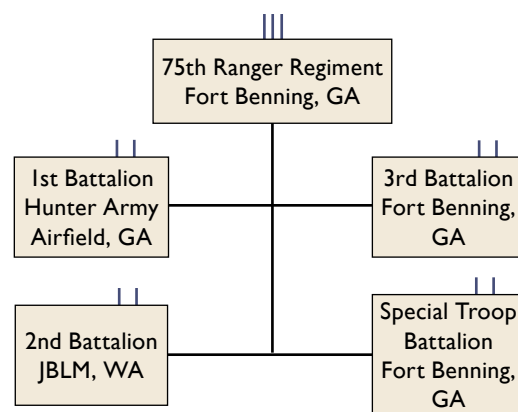 75th Ranger Regiment
Fort Benning, GA
1st Battalion
Hunter Army
Airfield, GA
3rd Battalion
Fort Benning,
GA
2nd Battalion
JBLM, WA
Special Troop
Battalion
Fort Benning,
GA